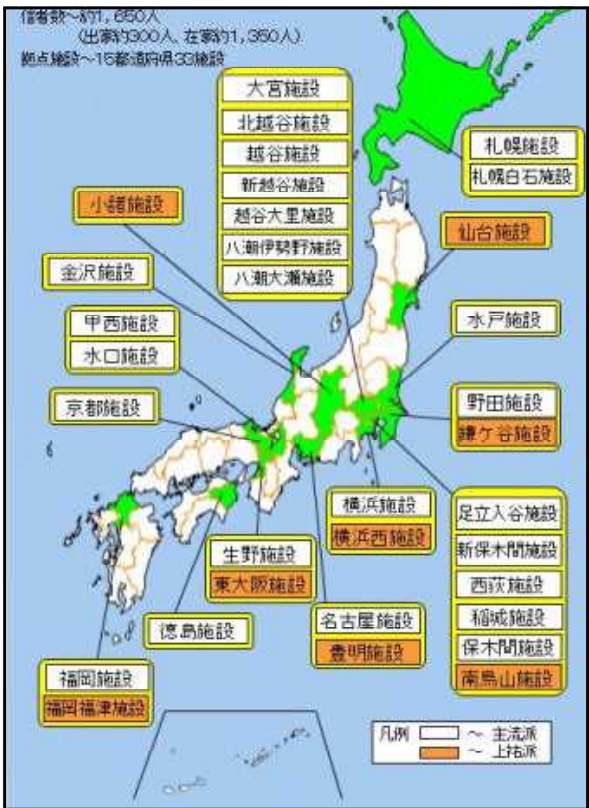 信者数～約1,650人
(出家約300人、在家約1,350人)
拠点施設～15都道府県33施設
大宮施設
北越谷施設
越谷施設
新越谷施設
越谷大里施設
八潮伊勢野施設
八潮大瀬施設
札幌施設
札幌白石施設
小諸施設
仙台施設
金沢施設
水戸施設
甲西施設
水口施設
京都施設
野田施設
鎌ケ谷施設
横浜施設
横浜西施設
足立入谷施設
新保木間施設
西荻施設
稲城施設
保木間施設
南烏山施設
生野施設
東大阪施設
名古屋施設
豊明施設
徳島施設
福岡施設
福岡福津施設
凡例 ～ 主流派
～ 上祐派